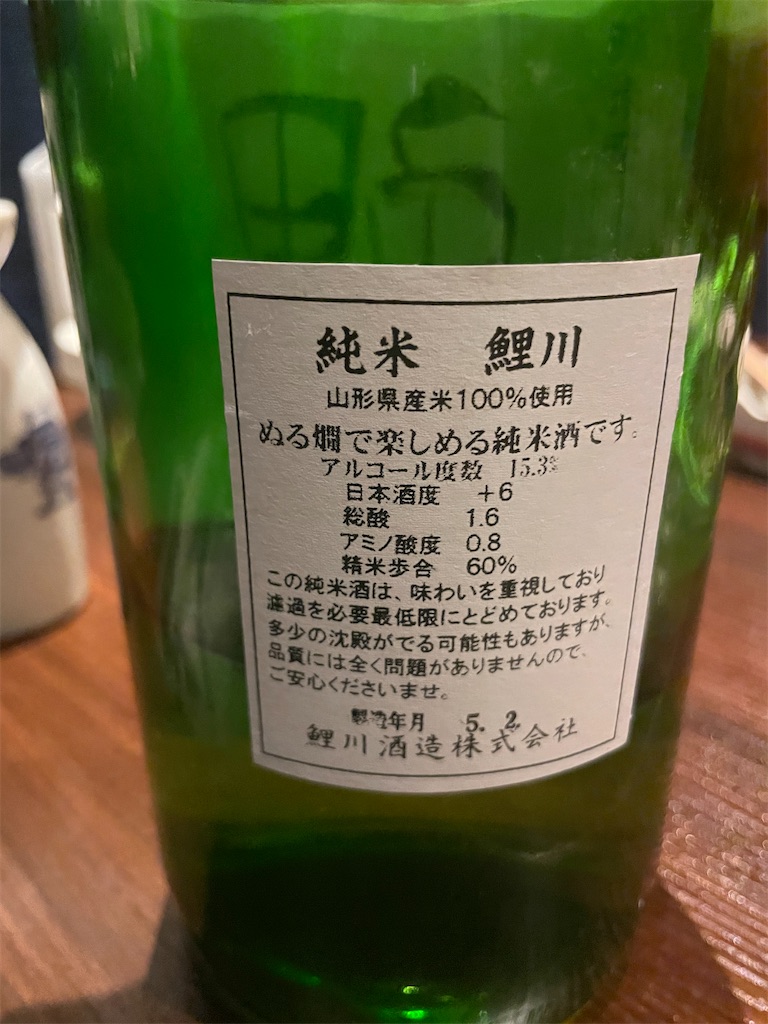 純米　鯉川
山形県産米100%使用
ぬる燗で楽しめる純米酒です。
アルコール度数　15.3%
日本酒度　+6
総酸　1.6
アミノ酸度　0.8
精米歩合　60%
この純米酒は、味わいを重視しており
濾過を必要最低限にとどめております。
多少の沈殿がでる可能性もありますが、
品質には全く問題がありませんので、
ご安心くださいませ。
製造年月　5. 2.
鯉川酒造株式会社